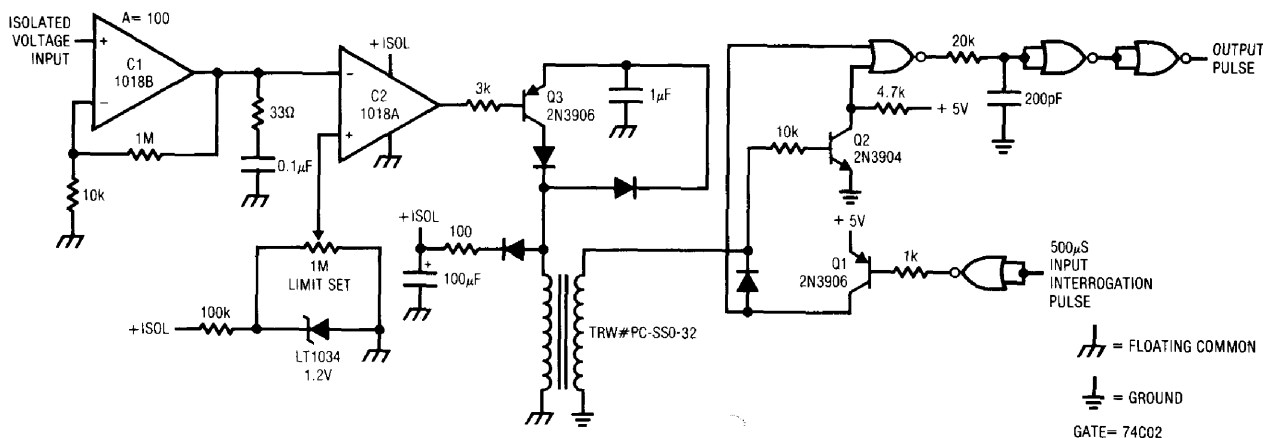 ISOLATED
VOLTAGE
INPUT
A= 100
+
−
C1
1018B
1M
10k
33Ω
0.1µF
+ISOL
−
+
C2
1018A
3k
Q3
2N3906
1µF
+ISOL
100
+
100µF
1M
LIMIT SET
+ISOL
100k
LT1034
1.2V
TRW#PC-SSO-32
20k
200pF
OUTPUT
PULSE
4.7k
+ 5V
10k
Q2
2N3904
+ 5V
Q1
2N3906
1k
500µS
INPUT
INTERROGATION
PULSE
= FLOATING COMMON
= GROUND
GATE= 74C02